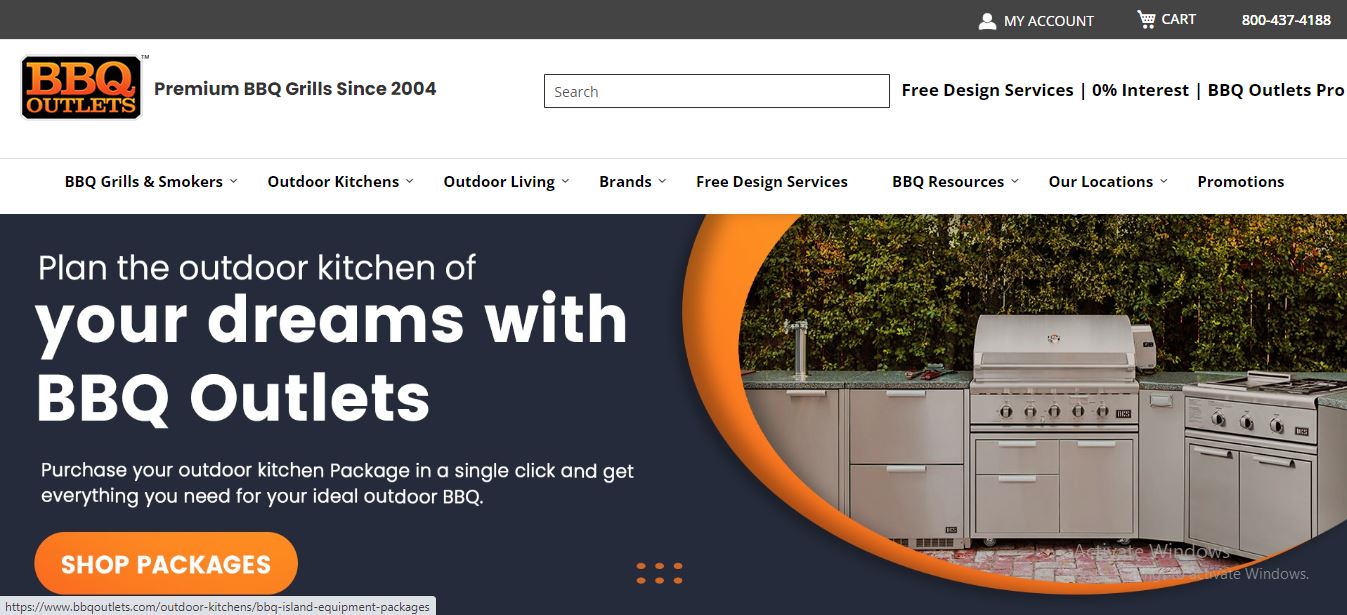 MY ACCOUNT
CART
800-437-4188
BBQ
OUTLETS
™
Premium BBQ Grills Since 2004
Search
Free Design Services | 0% Interest | BBQ Outlets Pro
BBQ Grills & Smokers
Outdoor Kitchens
Outdoor Living
Brands
Free Design Services
BBQ Resources
Our Locations
Promotions
Plan the outdoor kitchen of
your dreams with
BBQ Outlets
Purchase your outdoor kitchen Package in a single click and get
everything you need for your ideal outdoor BBQ.
SHOP PACKAGES
Activate Windows
to activate Windows.
https://www.bbqoutlets.com/outdoor-kitchens/bbq-island-equipment-packages